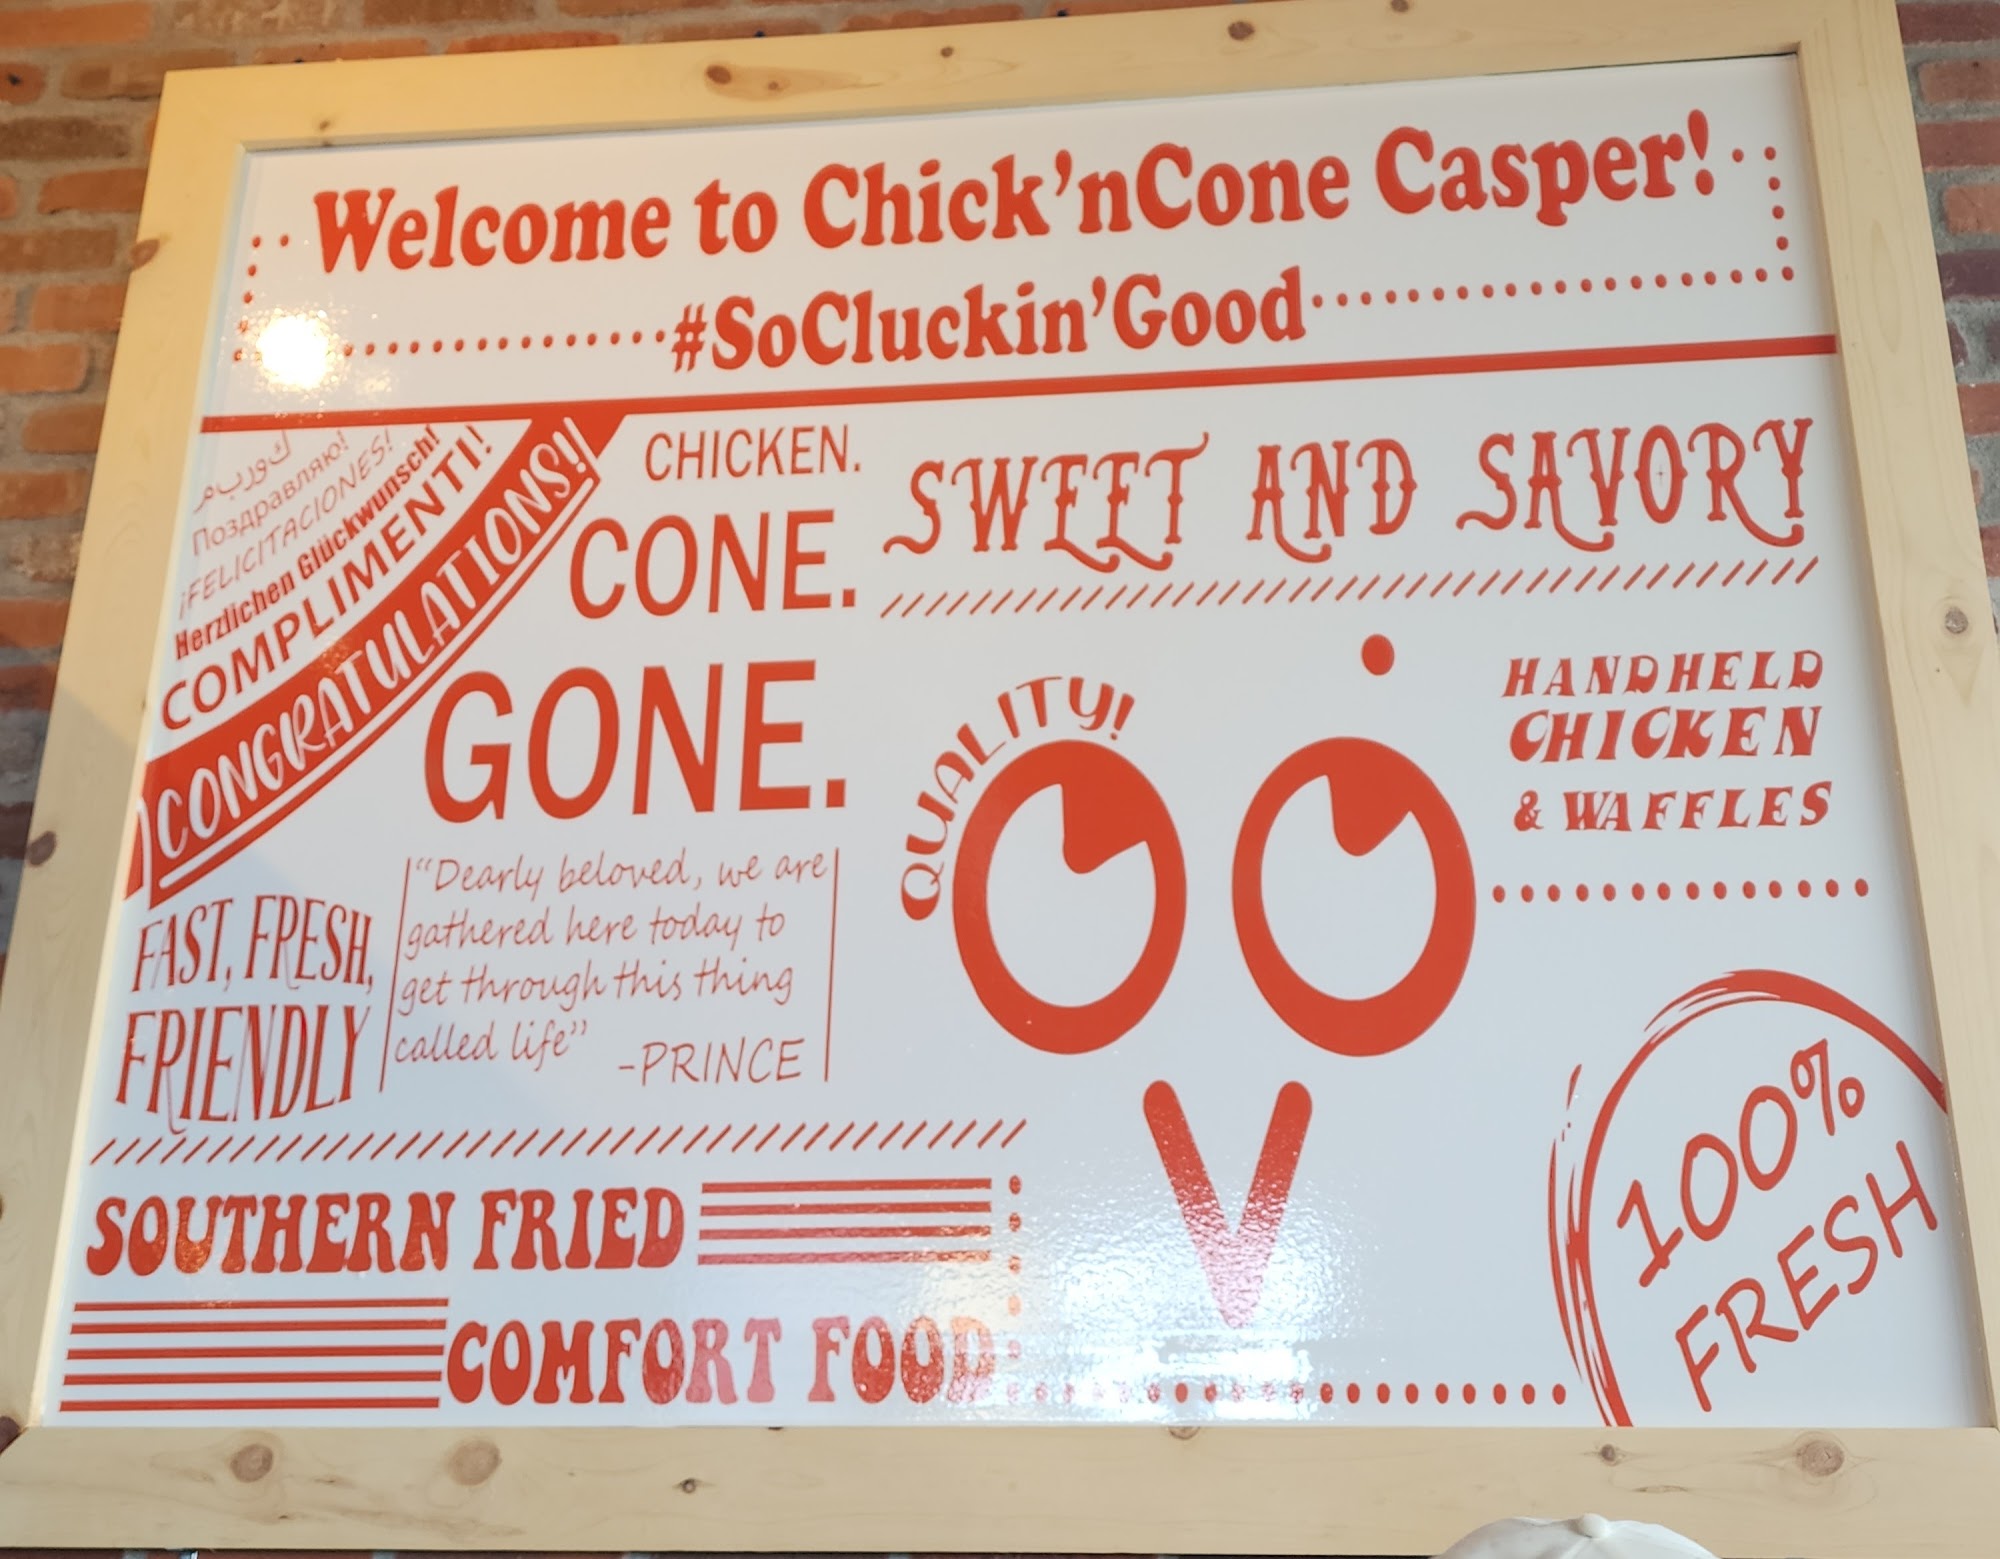 Welcome to Chick'nCone Casper!
#SoCluckin'Good
كوربم
Поздравляю!
¡FELICITACIONES!
Herzlichen Glückwunsch!
COMPLIMENTI!
CONGRATULATIONS!
CHICKEN.
CONE.
GONE.
SWEET AND SAVORY
QUALITY!
HANDHELD
CHICKEN
& WAFFLES
FAST, FRESH,
FRIENDLY
"Dearly beloved, we are
gathered here today to
get through this thing
called life"
-PRINCE
SOUTHERN FRIED
COMFORT FOOD
100%
FRESH